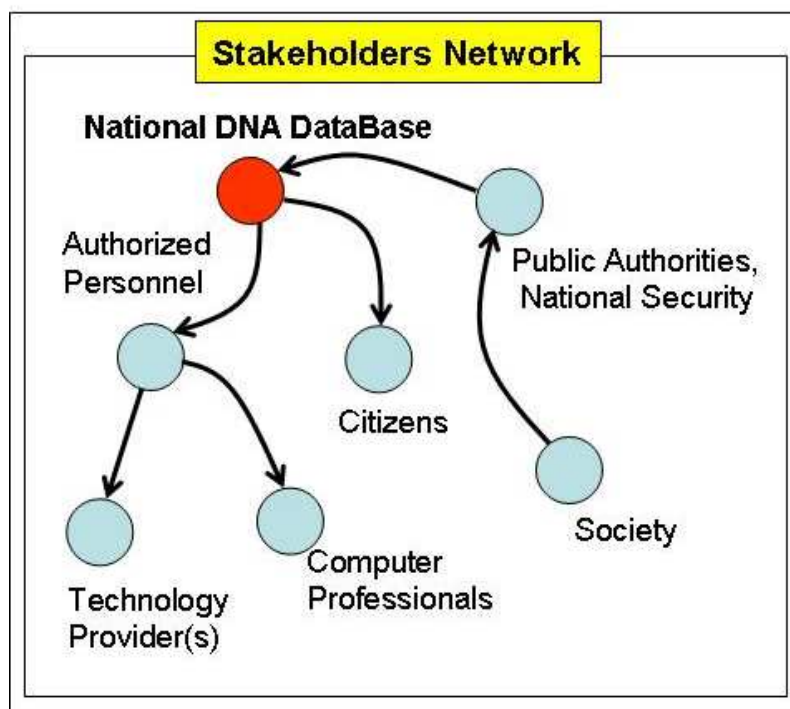 Stakeholders Network
National DNA DataBase
Authorized
Personnel
Public Authorities,
National Security
Citizens
Society
Computer
Professionals
Technology
Provider(s)